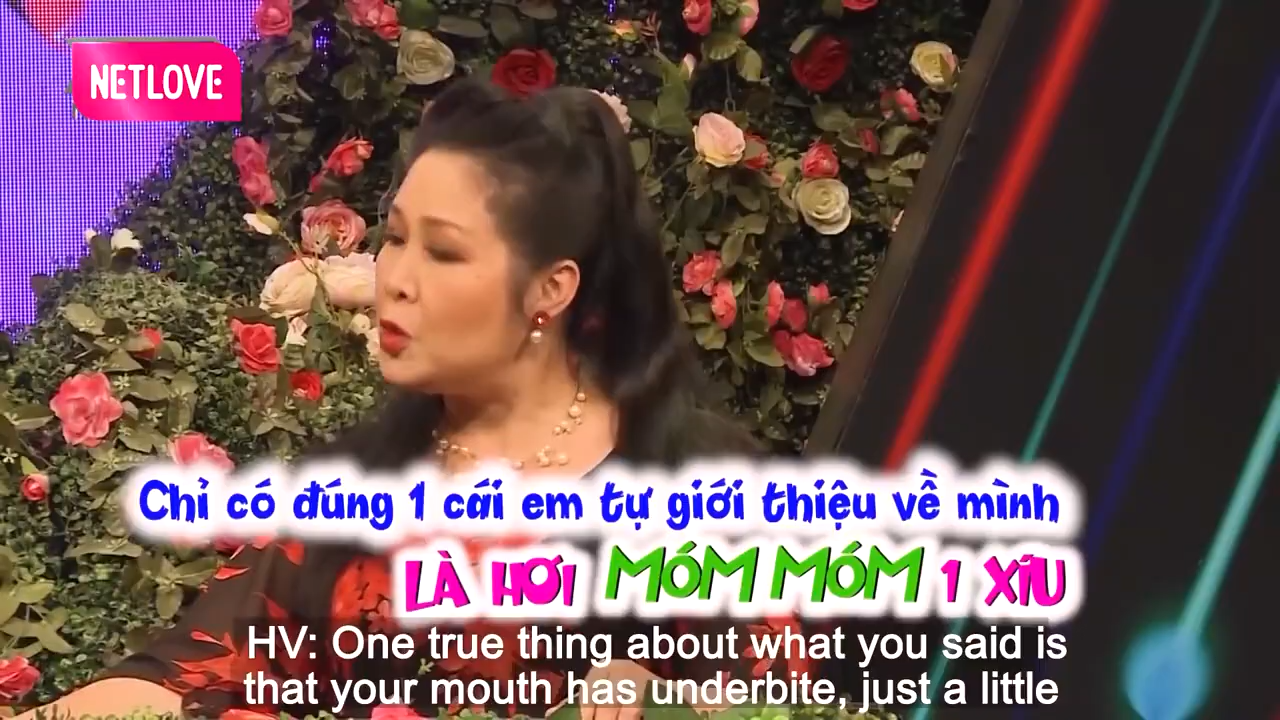 NETLOVE
Chỉ có đúng 1 cái em tự giới thiệu về mình
LÀ HƠI MÓM MÓM 1 XÍU
HV: One true thing about what you said is
that your mouth has underbite, just a little